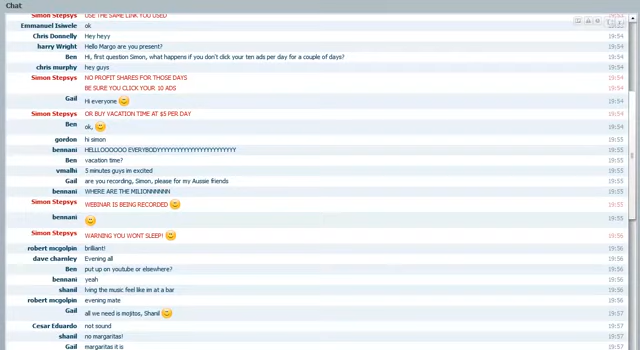 Chat
Simon Stepsys USE THE SAME LINK YOU USED 19:54
Emmanuel Isiwele ok
Chris Donnelly Hey heyy 19:54
harry Wright Hello Margo are you present? 19:54
Ben Hi, first question Simon, what happens if you don't click your ten ads per day for a couple of days? 19:54
chris murphy hey guys 19:54
Simon Stepsys NO PROFIT SHARES FOR THOSE DAYS 19:54
BE SURE YOU CLICK YOUR 10 ADS 19:54
Gail Hi everyone 19:54
Simon Stepsys OR BUY VACATION TIME AT $5 PER DAY 19:54
Ben ok, 19:54
gordon hi simon 19:55
bennani HELLLOOOOOO EVERYBODYYYYYYYYYYYYYYYYYYYYYYYY 19:55
Ben vacation time? 19:55
vmalhi 5 minutes guys im excited 19:55
Gail are you recording, Simon, please for my Aussie friends 19:55
bennani WHERE ARE THE MILIONNNNNN 19:55
Simon Stepsys WEBINAR IS BEING RECORDED 19:55
bennani 19:55
Simon Stepsys WARNING YOU WONT SLEEP! 19:56
robert mcgolpin brilliant! 19:56
dave charnley Evening all 19:56
Ben put up on youtube or elsewhere? 19:56
bennani yeah 19:56
shanil lving the music feel like im at a bar 19:56
robert mcgolpin evening mate 19:56
Gail all we need is mojitos, Shanil 19:57
Cesar Eduardo not sound 19:57
shanil no margaritas! 19:57
Gail margaritas it is 19:57